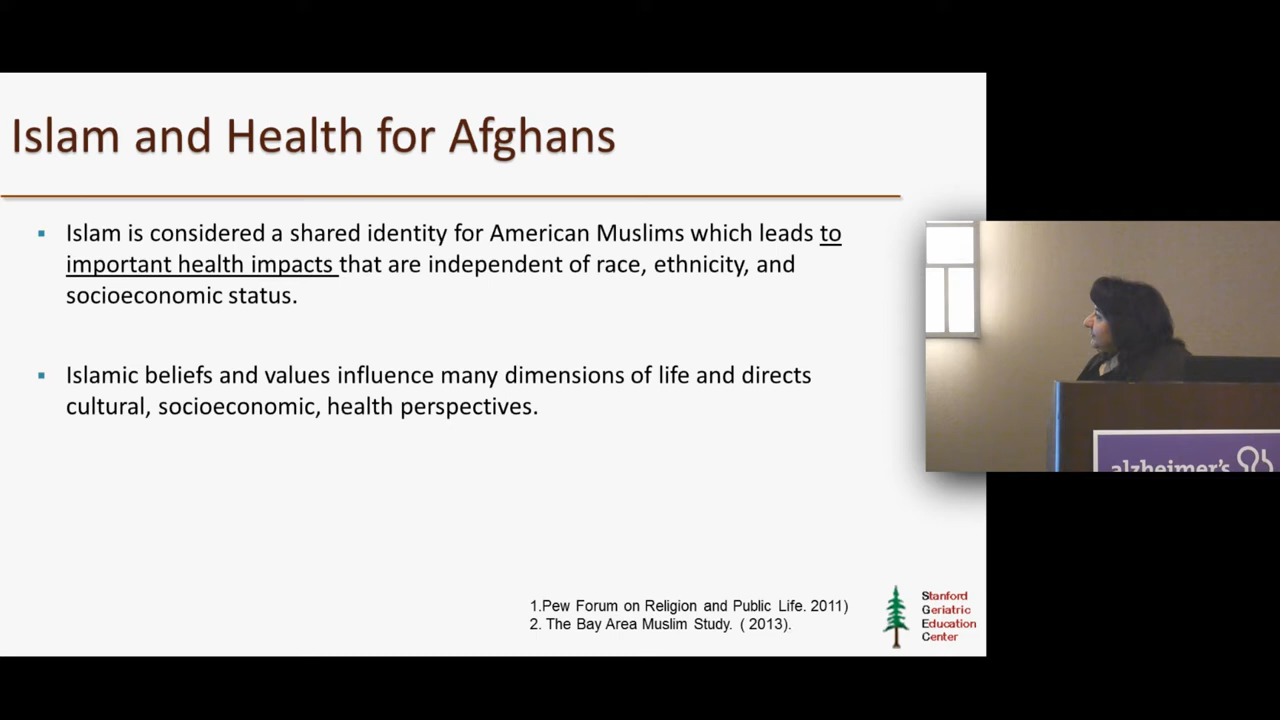 Islam and Health for Afghans
▪ Islam is considered a shared identity for American Muslims which leads to
important health impacts that are independent of race, ethnicity, and
socioeconomic status.
▪ Islamic beliefs and values influence many dimensions of life and directs
cultural, socioeconomic, health perspectives.
alzheimer's
1.Pew Forum on Religion and Public Life. 2011)
2. The Bay Area Muslim Study. ( 2013).
Stanford
Geriatric
Education
Center